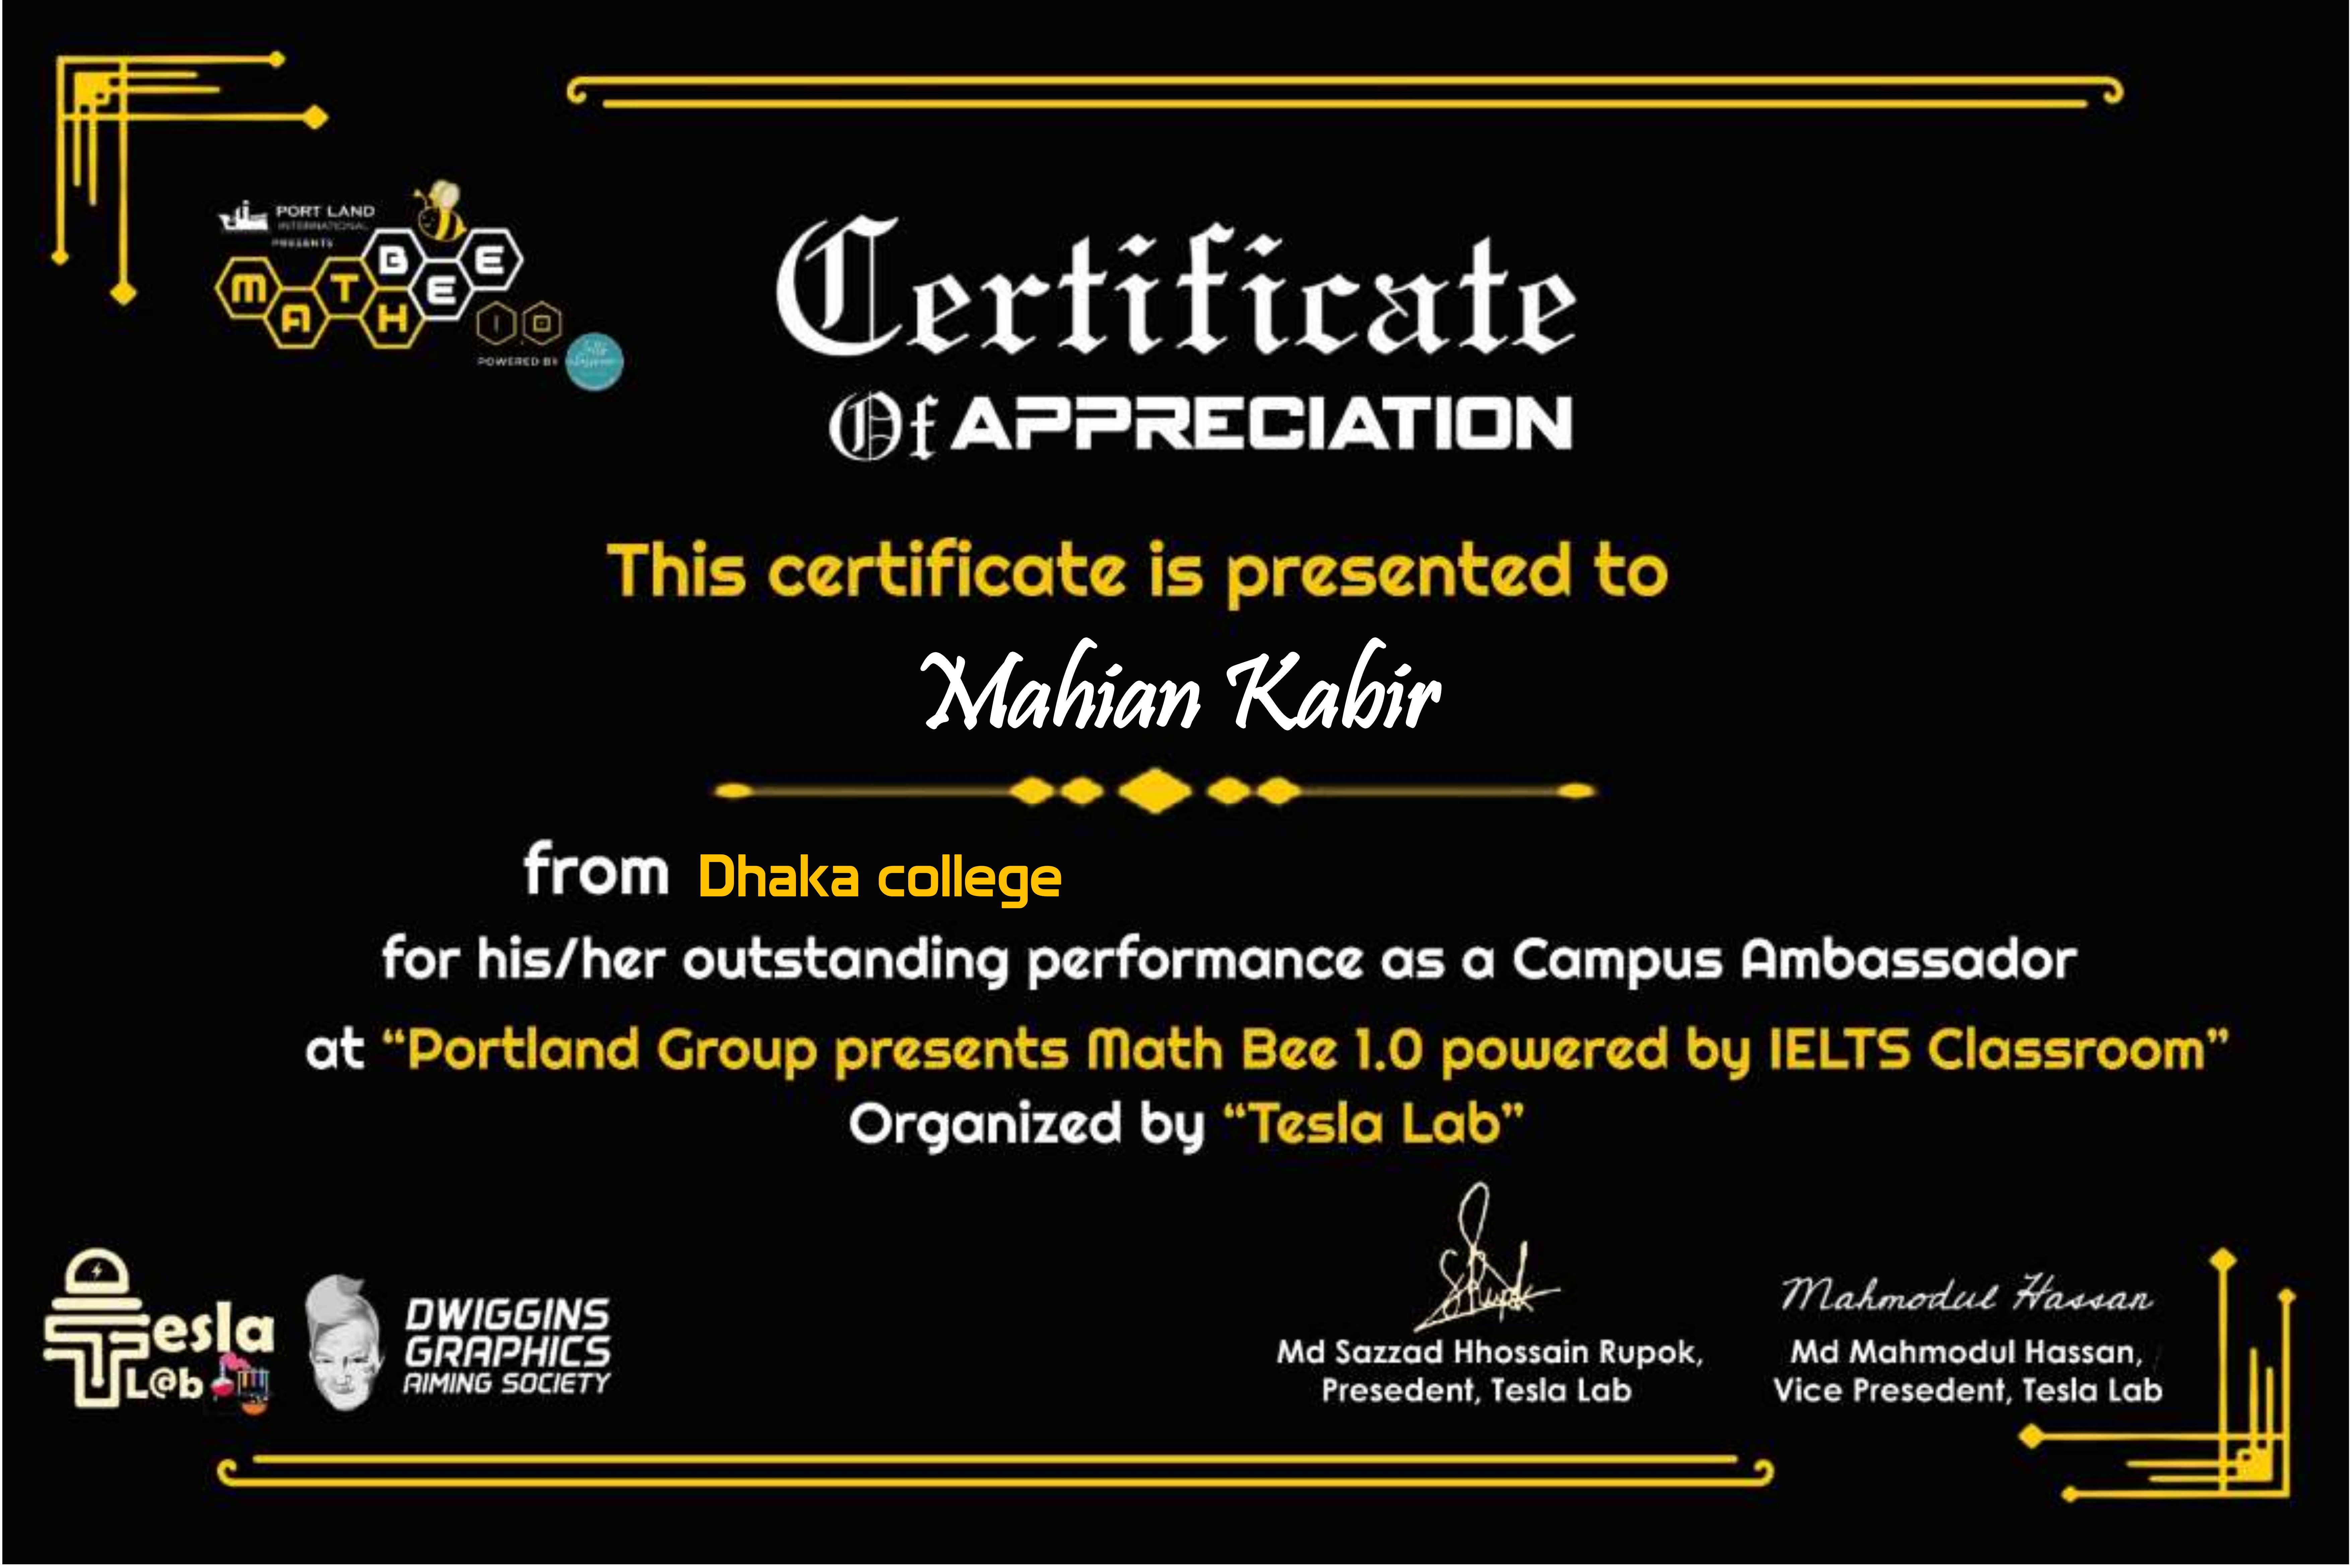 PORT LAND
INTERNATIONAL
PRESENTS
MATH BEE
1.0
POWERED BY
Certificate
Of APPRECIATION
This certificate is presented to
Mahian Kabir
from Dhaka college
for his/her outstanding performance as a Campus Ambassador
at “Portland Group presents Math Bee 1.0 powered by IELTS Classroom”
Organized by “Tesla Lab”
Tesla
L@b
DWIGGINS
GRAPHICS
AIMING SOCIETY
Mahmodul Hassan
Md Sazzad Hhossain Rupok,
Presedent, Tesla Lab
Md Mahmodul Hassan,
Vice Presedent, Tesla Lab